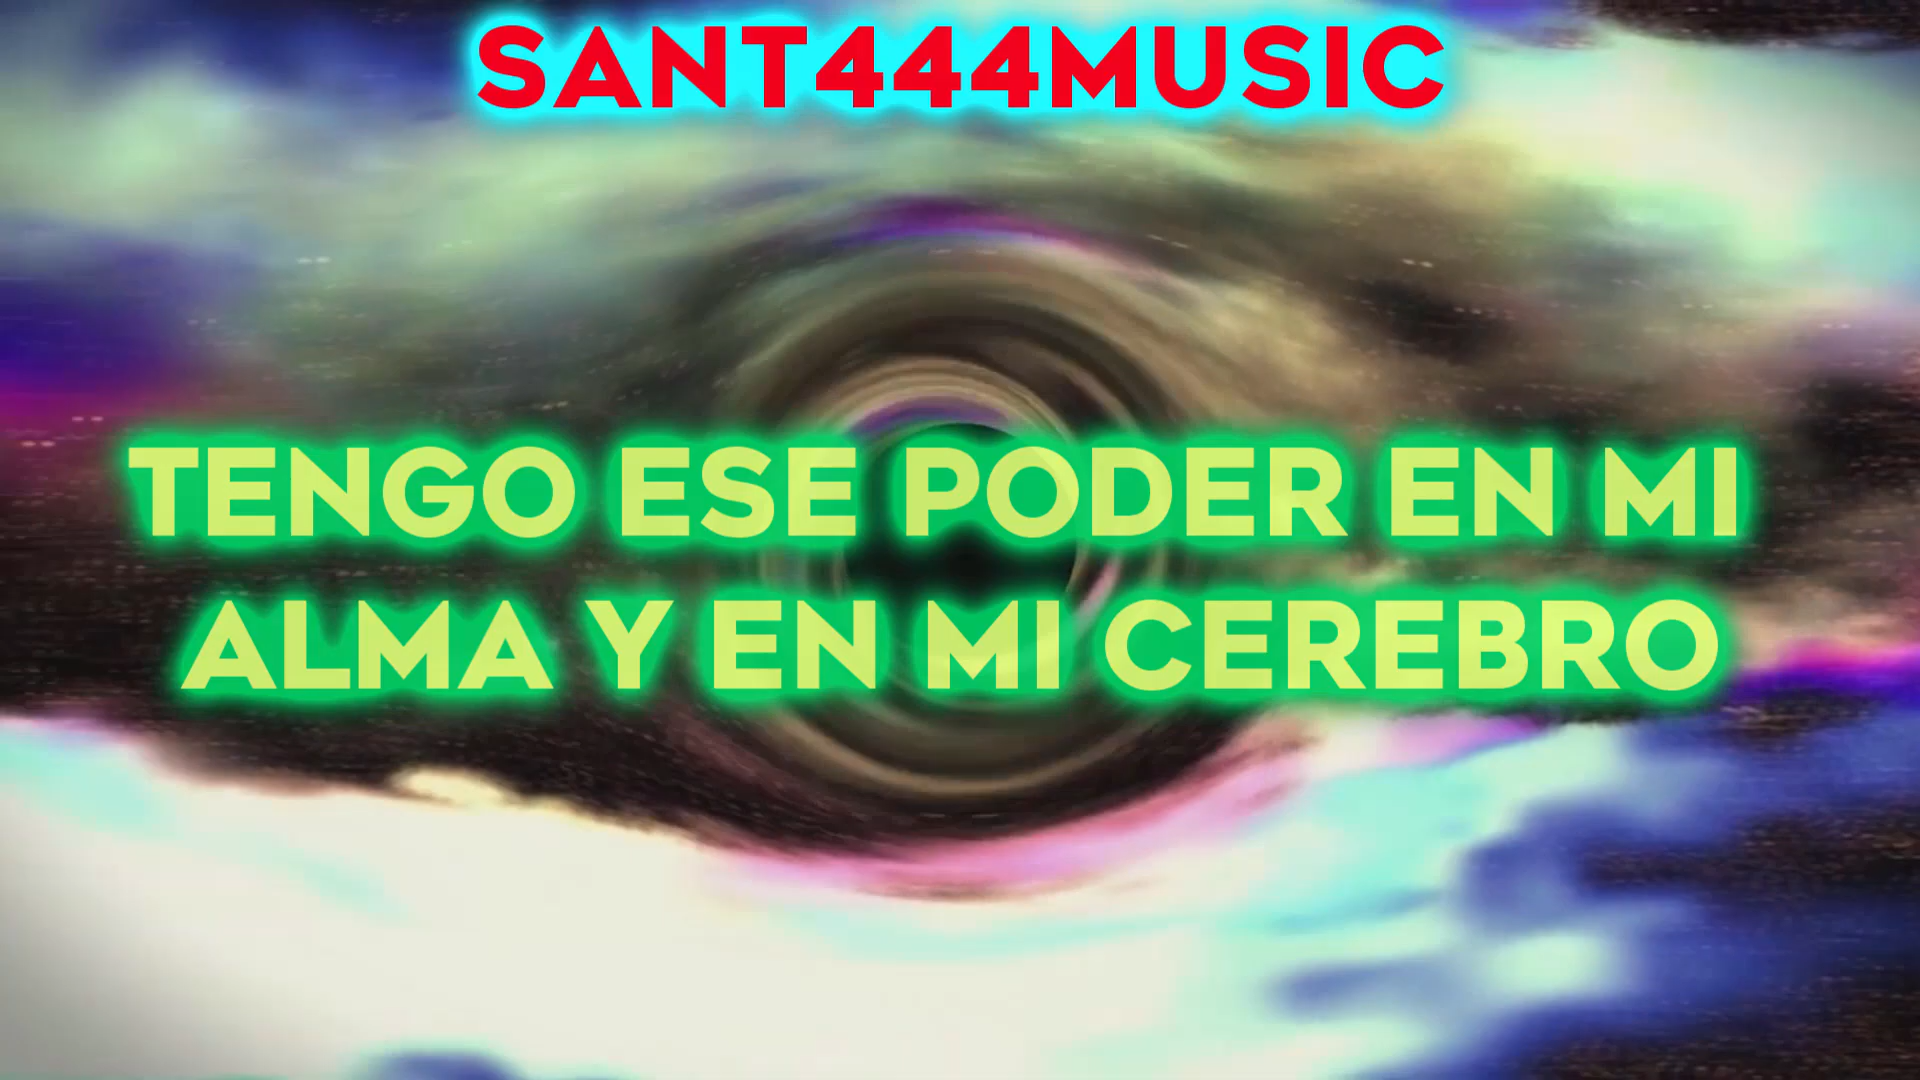 SANT444MUSIC
TENGO ESE PODER EN MI
ALMA Y EN MI CEREBRO